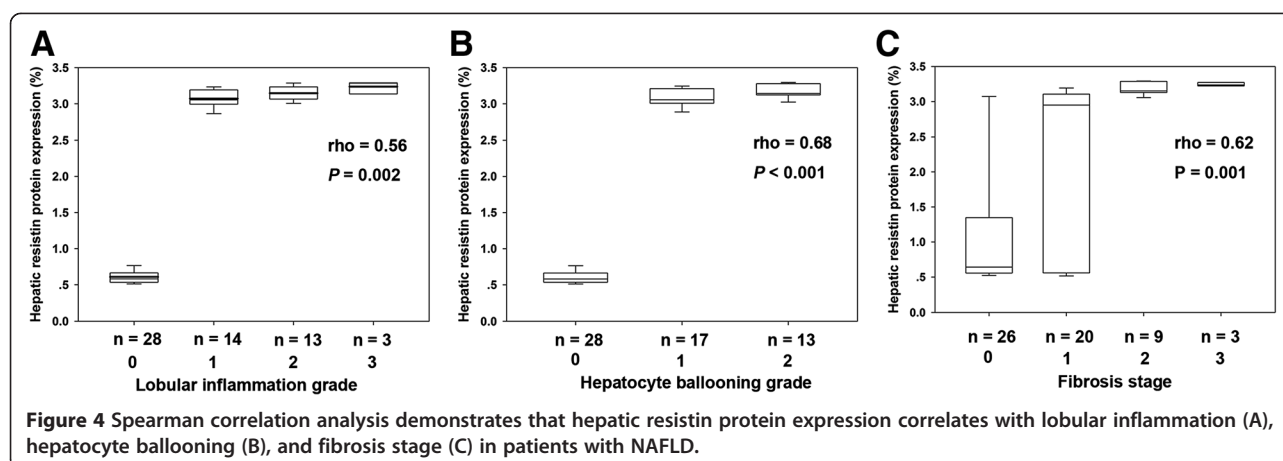 A
Hepatic resistin protein expression (%)
3.5
3.0
2.5
2.0
1.5
1.0
.5
0.0
rho = 0.56
P = 0.002
n = 28 n = 14 n = 13 n = 3
0 1 2 3
Lobular inflammation grade
B
Hepatic resistin protein expression (%)
3.5
3.0
2.5
2.0
1.5
1.0
.5
0.0
rho = 0.68
P < 0.001
n = 28 n = 17 n = 13
0 1 2
Hepatocyte ballooning grade
C
Hepatic resistin protein expression (%)
3.5
3.0
2.5
2.0
1.5
1.0
.5
0.0
rho = 0.62
P = 0.001
n = 26 n = 20 n = 9 n = 3
0 1 2 3
Fibrosis stage
Figure 4 Spearman correlation analysis demonstrates that hepatic resistin protein expression correlates with lobular inflammation (A),
hepatocyte ballooning (B), and fibrosis stage (C) in patients with NAFLD.